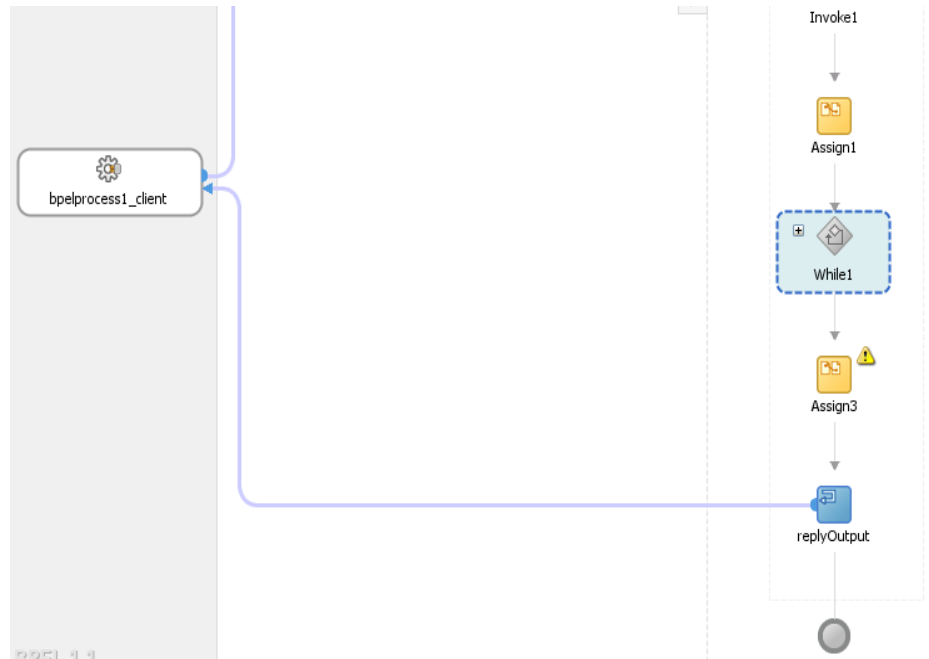 Invoke1
Assign1
bpelprocess1_client
While1
Assign3
replyOutput